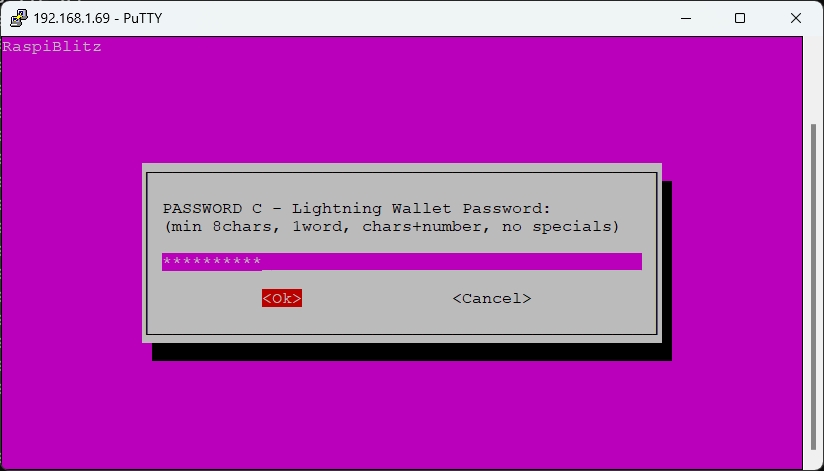 192.168.1.69 - PuTTY
RaspiBlitz
PASSWORD C - Lightning Wallet Password:
(min 8chars, 1word, chars+number, no specials)
**********
<Ok> <Cancel>